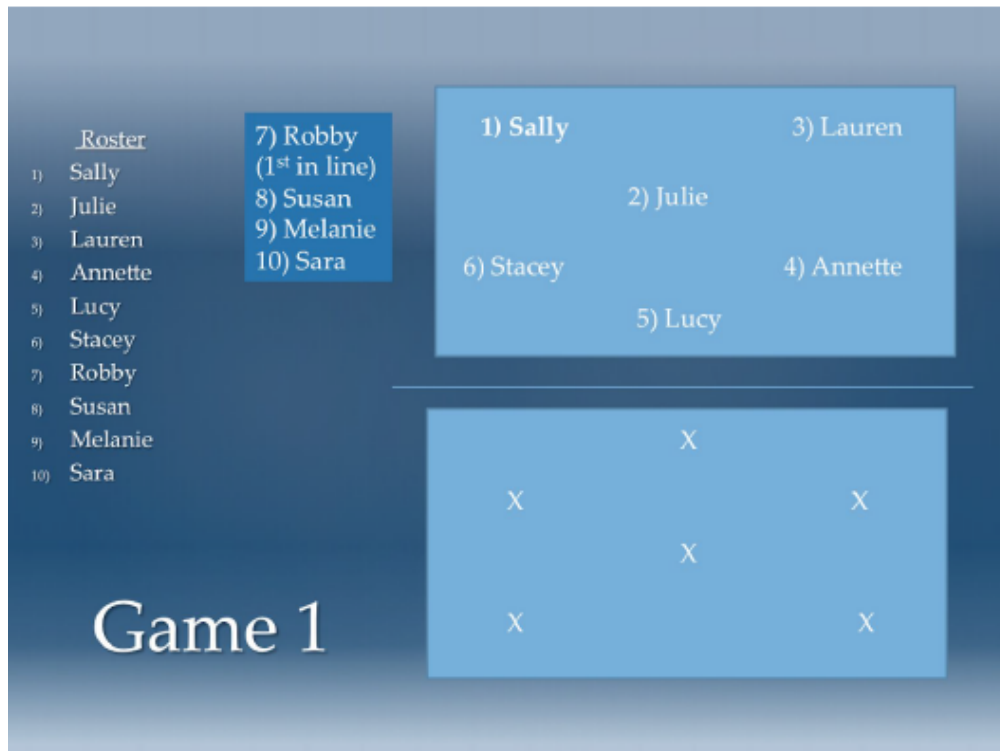 Roster
1) Sally
2) Julie
3) Lauren
4) Annette
5) Lucy
6) Stacey
7) Robby
8) Susan
9) Melanie
10) Sara
7) Robby
(1st in line)
8) Susan
9) Melanie
10) Sara
1) Sally
3) Lauren
2) Julie
6) Stacey
4) Annette
5) Lucy
X
X X
X
X X
Game 1